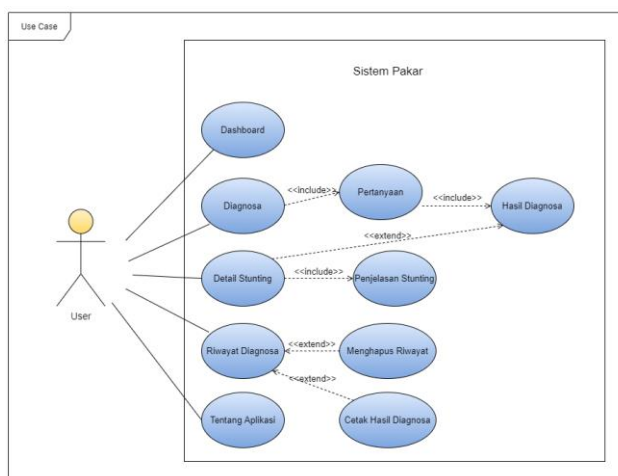 Use Case
Sistem Pakar
Dashboard
Diagnosa
<<include>>
Pertanyaan
<<include>>
Hasil Diagnosa
<<extend>>
Detail Stunting
<<include>>
Penjelasan Stunting
User
Riwayat Diagnosa
<<extend>>
Menghapus Riwayat
<<extend>>
Tentang Aplikasi
Cetak Hasil Diagnosa